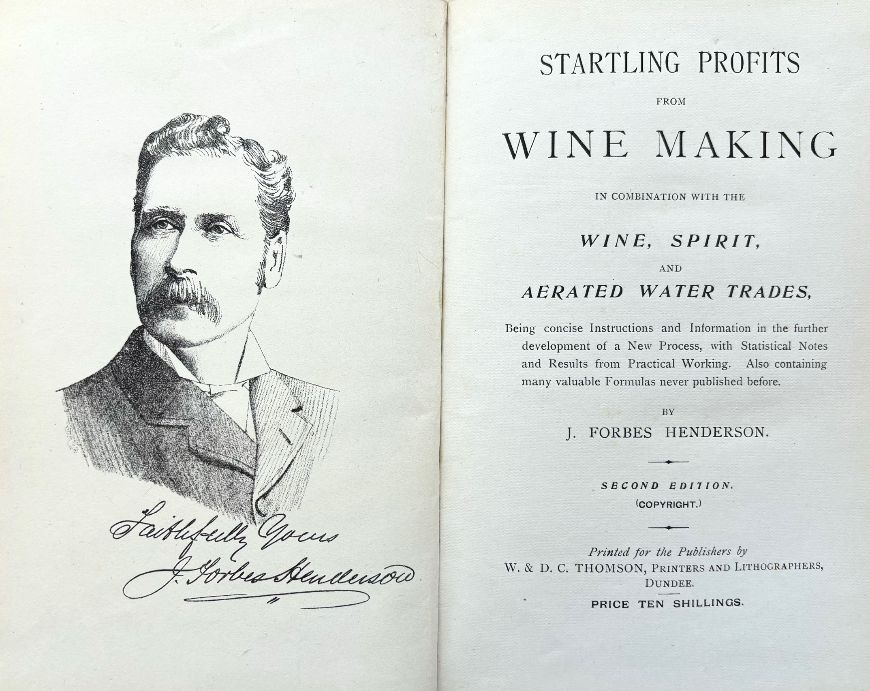 Faithfully Yours
J. Forbes Henderson
STARTLING PROFITS
FROM
WINE MAKING
IN COMBINATION WITH THE
WINE, SPIRIT,
AND
AERATED WATER TRADES,
Being concise Instructions and Information in the further
development of a New Process, with Statistical Notes
and Results from Practical Working. Also containing
many valuable Formulas never published before.
BY
J. FORBES HENDERSON.
SECOND EDITION.
(COPYRIGHT.)
Printed for the Publishers by
W. & D. C. THOMSON, PRINTERS AND LITHOGRAPHERS,
DUNDEE.
PRICE TEN SHILLINGS.